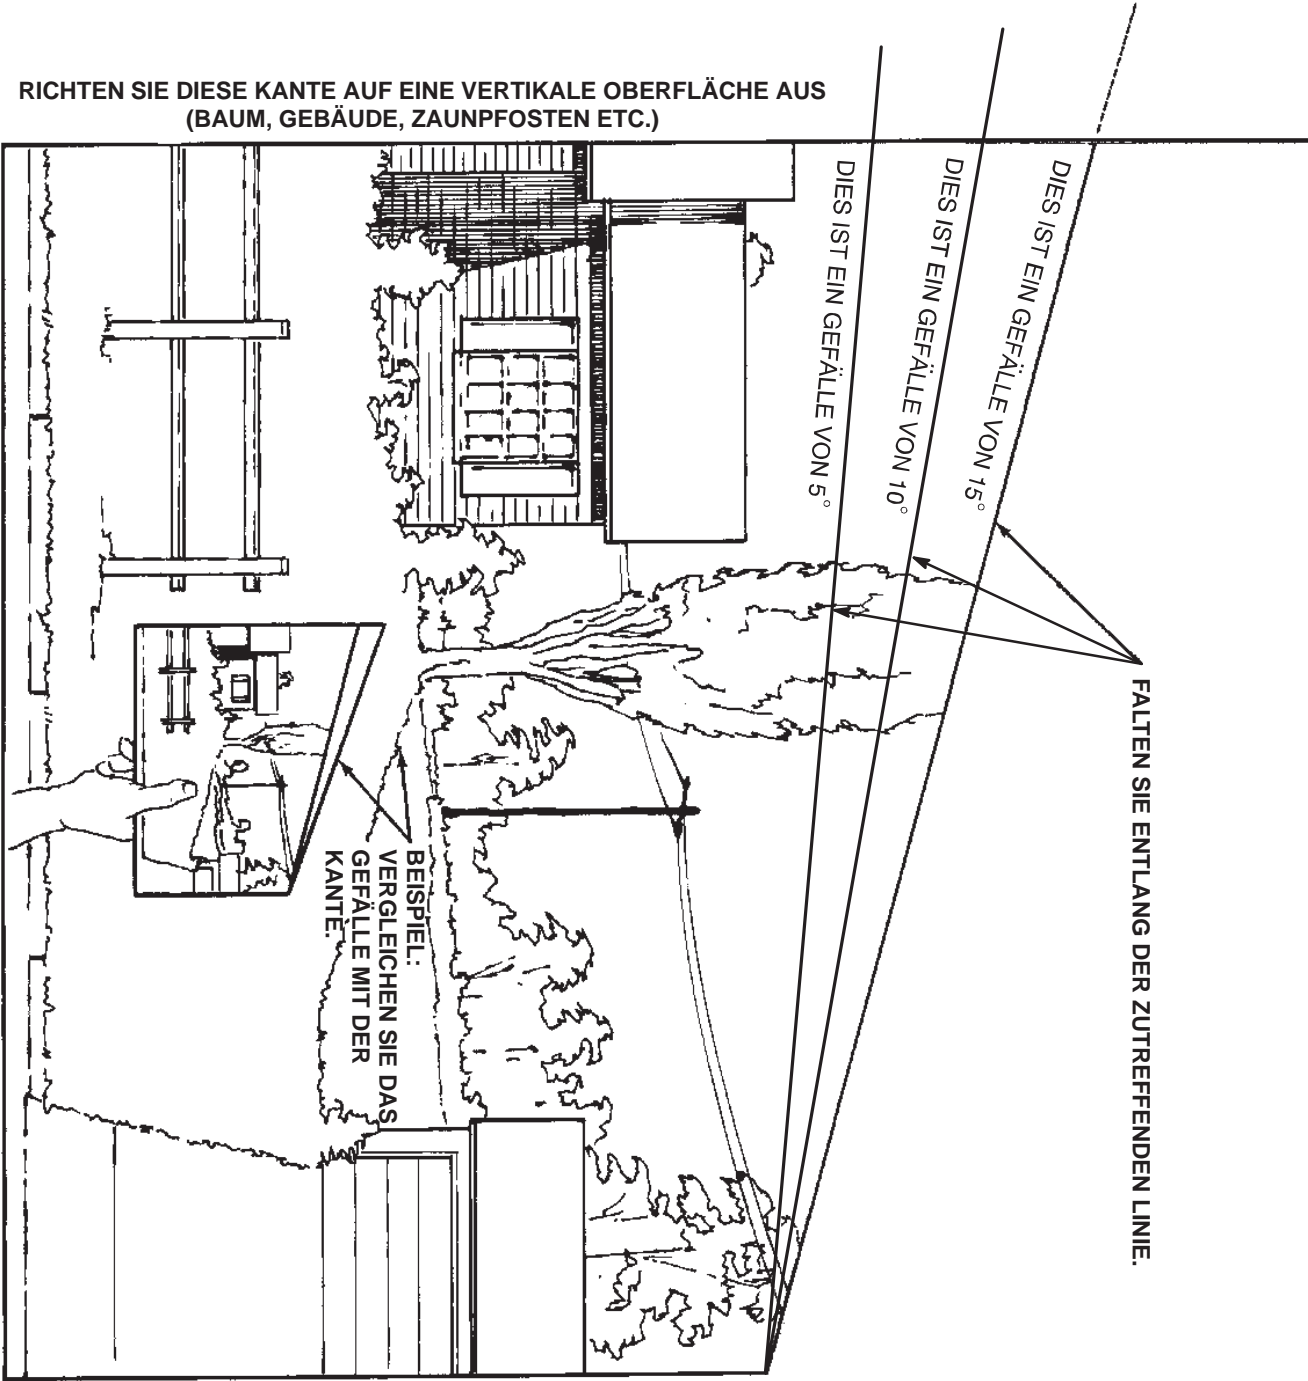 RICHTEN SIE DIESE KANTE AUF EINE VERTIKALE OBERFLÄCHE AUS
(BAUM, GEBÄUDE, ZAUNPFOSTEN ETC.)
DIES IST EIN GEFÄLLE VON 15°
DIES IST EIN GEFÄLLE VON 10°
DIES IST EIN GEFÄLLE VON 5°
FALTEN SIE ENTLANG DER ZUTREFFENDEN LINIE.
BEISPIEL:
VERGLEICHEN SIE DAS
GEFÄLLE MIT DER
KANTE.